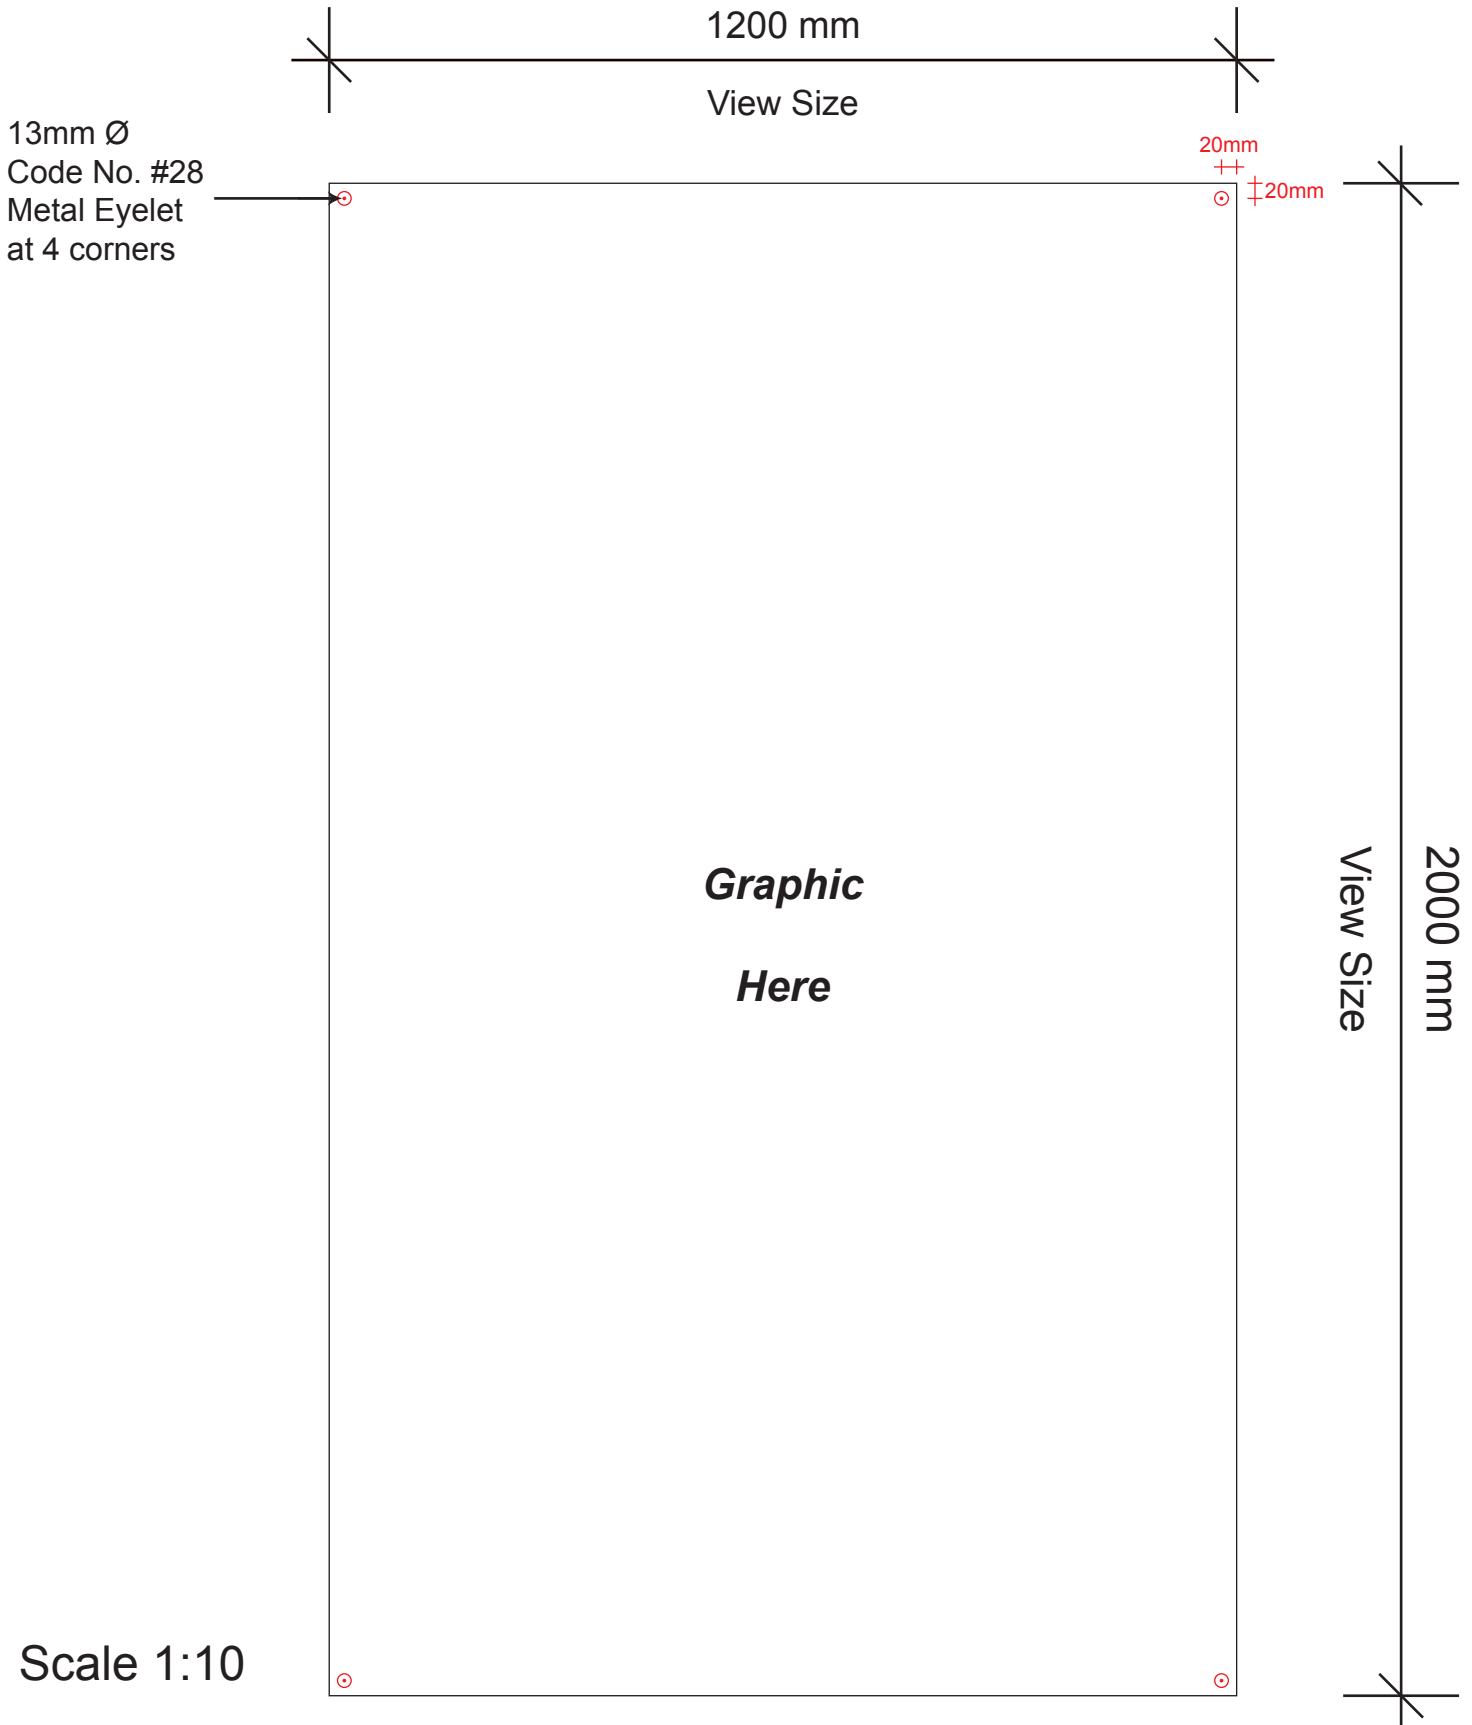 1200 mm
View Size
13mm Ø
Code No. #28
Metal Eyelet
at 4 corners
20mm
20mm
Graphic
Here
2000 mm
View Size
Scale 1:10